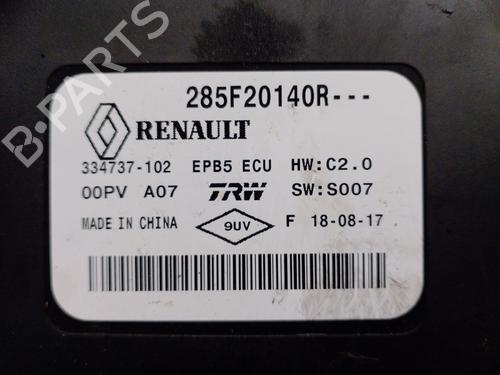 285F20140R---
RENAULT
334737-102 EPB5 ECU HW:C2.0
00PV A07 TRW SW:S007
MADE IN CHINA 9UV F 18-08-17
B-PARTS